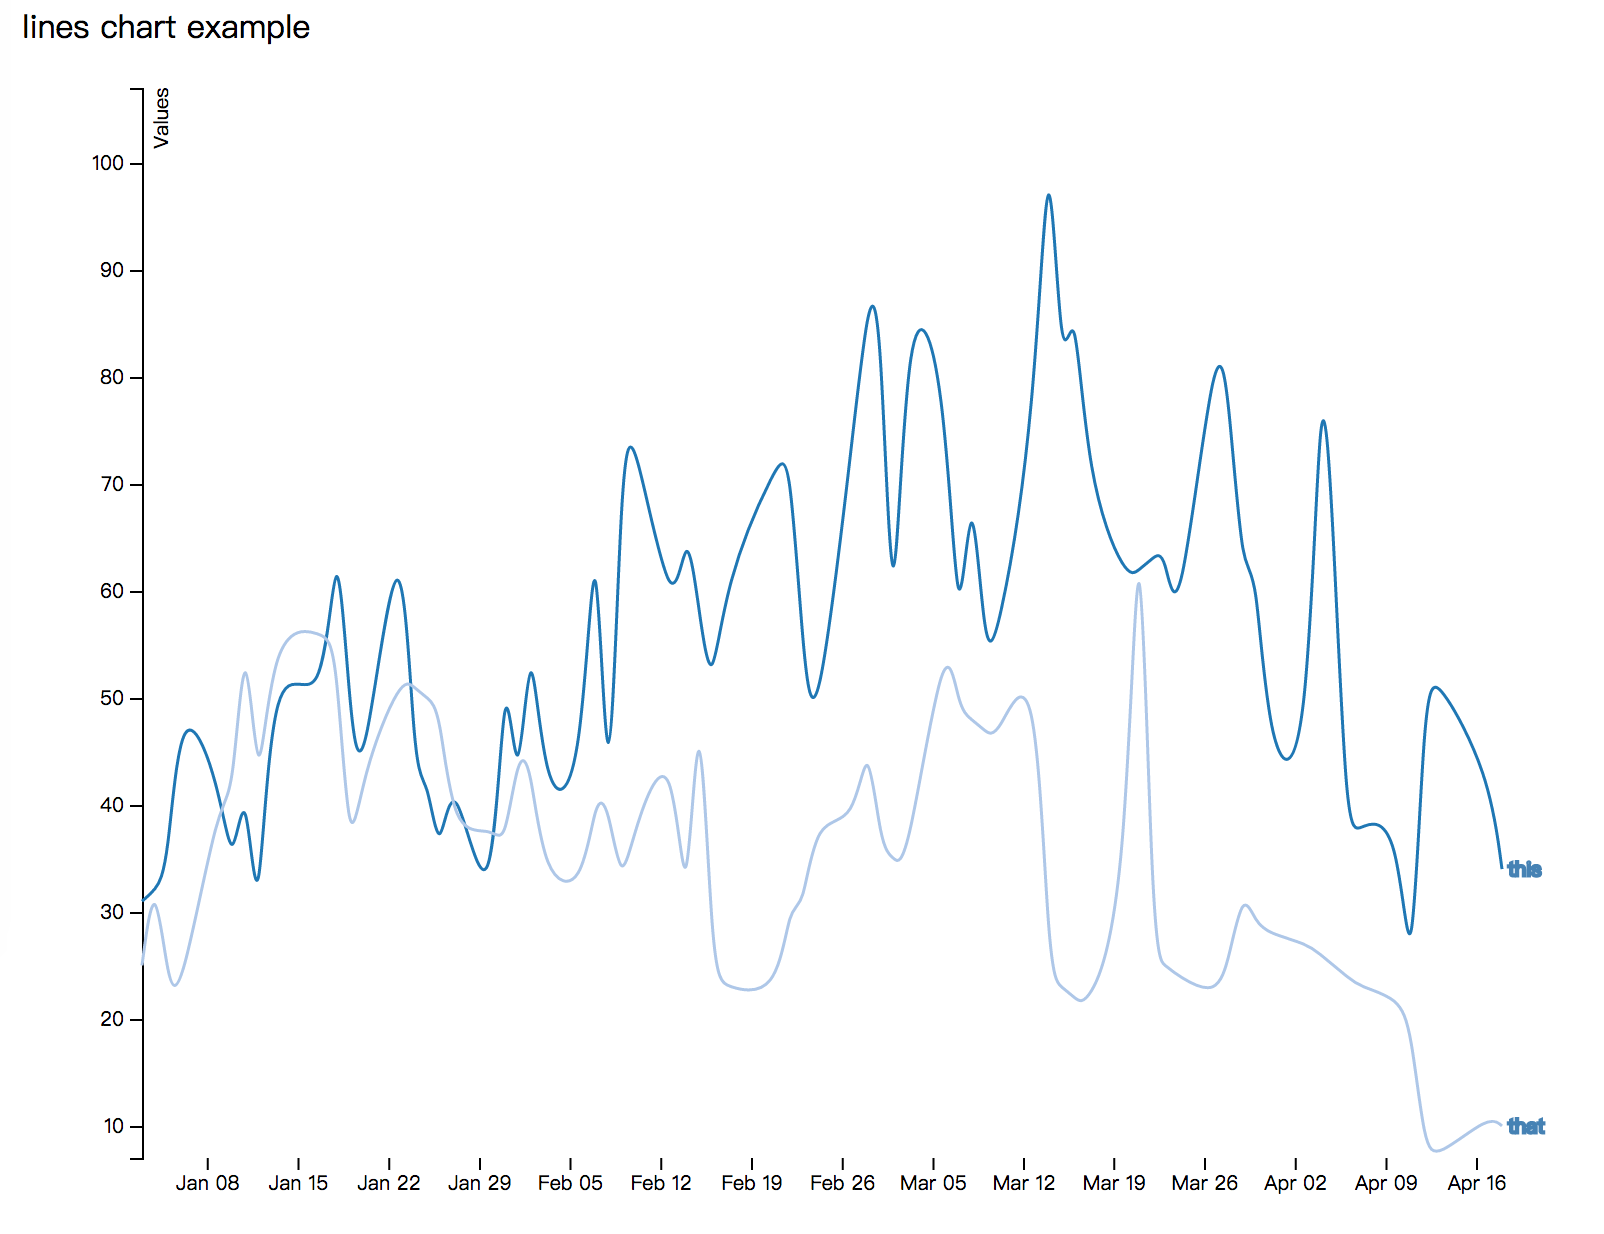 lines chart example
Values
100
90
80
70
60
50
40
30
20
10
this
that
Jan 08 Jan 15 Jan 22 Jan 29 Feb 05 Feb 12 Feb 19 Feb 26 Mar 05 Mar 12 Mar 19 Mar 26 Apr 02 Apr 09 Apr 16